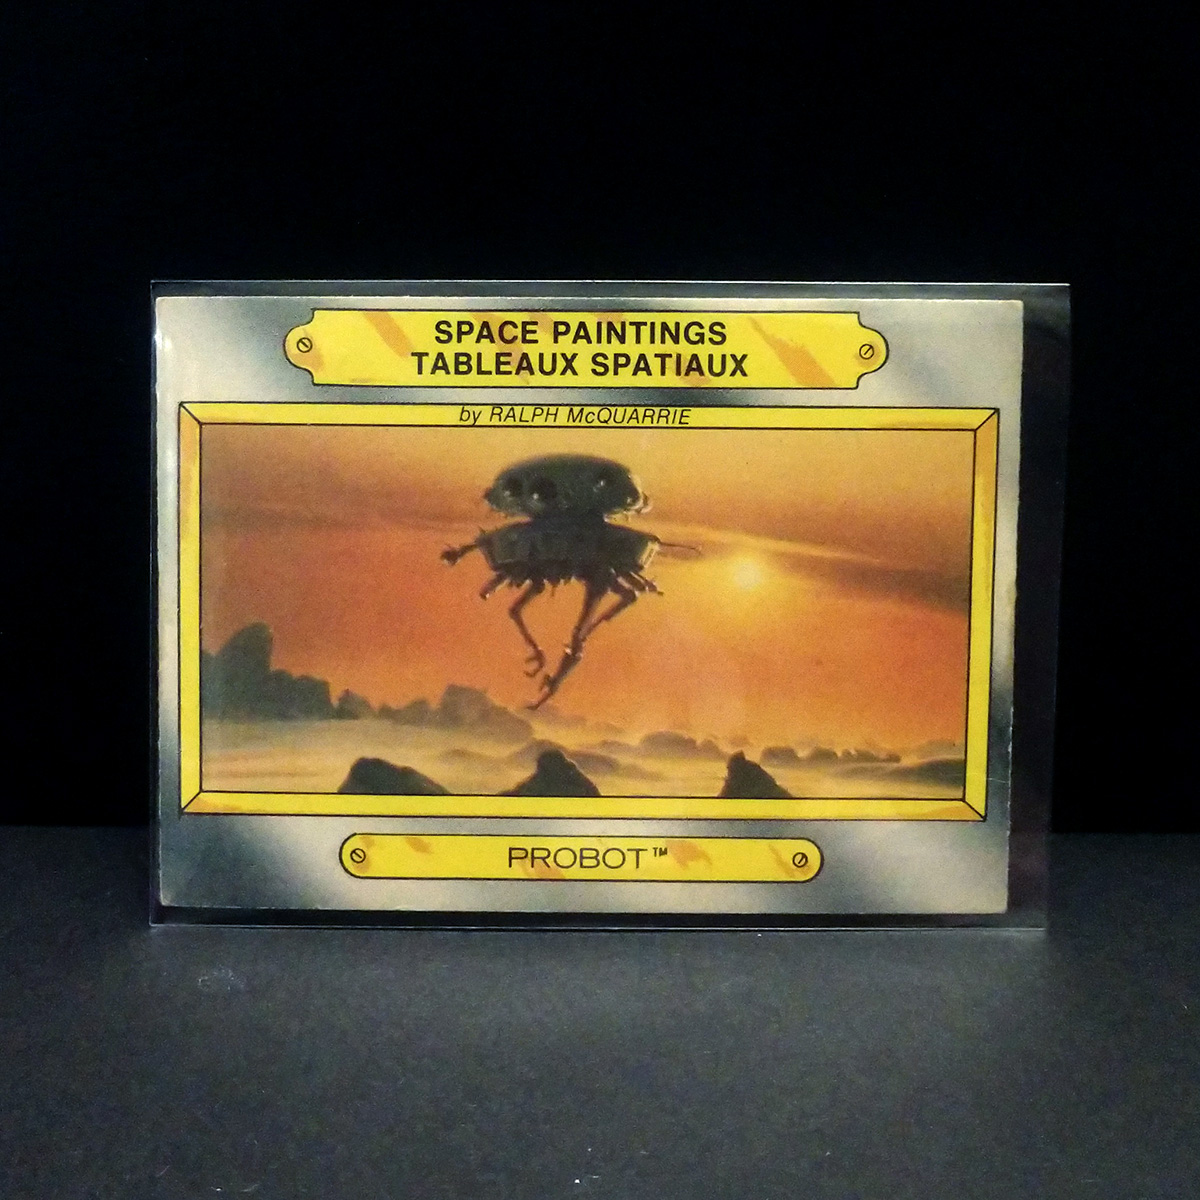 SPACE PAINTINGS
TABLEAUX SPATIAUX
by RALPH McQUARRIE
PROBOT™